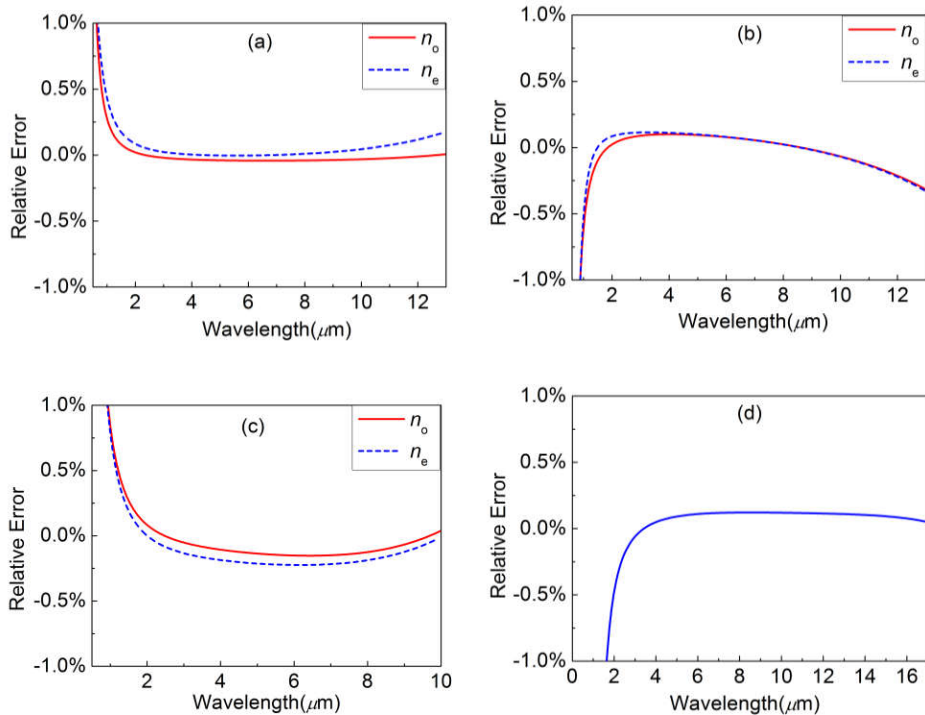 1.0%
0.5%
0.0%
-0.5%
-1.0%
Relative Error
(a)
n_o
n_e
2 4 6 8 10 12
Wavelength(μm)
1.0%
0.5%
0.0%
-0.5%
-1.0%
Relative Error
(b)
n_o
n_e
2 4 6 8 10 12
Wavelength(μm)
1.0%
0.5%
0.0%
-0.5%
-1.0%
Relative Error
(c)
n_o
n_e
2 4 6 8 10
Wavelength(μm)
1.0%
0.5%
0.0%
-0.5%
-1.0%
Relative Error
(d)
0 2 4 6 8 10 12 14 16
Wavelength(μm)